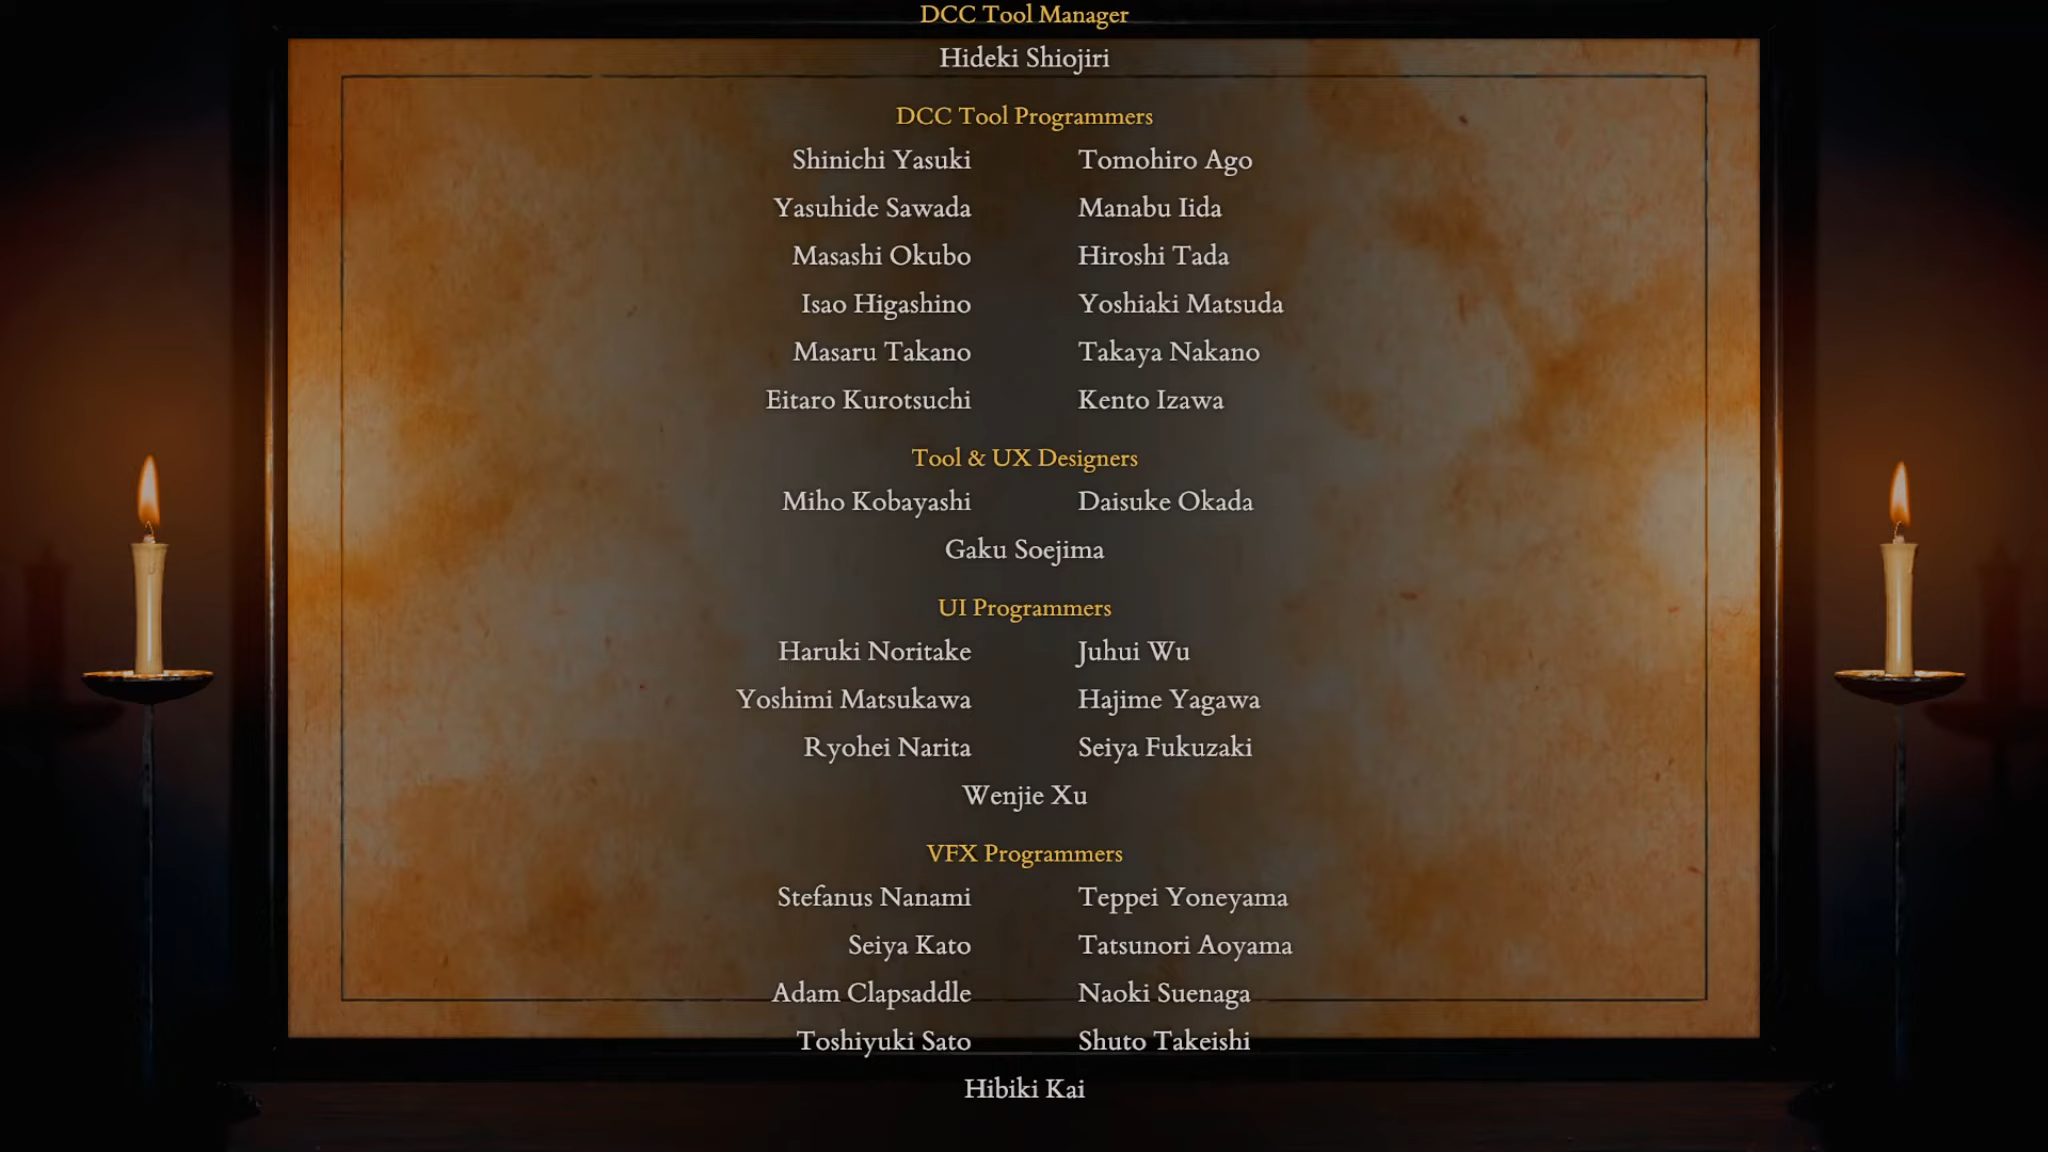 DCC Tool Manager
Hideki Shiojiri
DCC Tool Programmers
Shinichi Yasuki Tomohiro Ago
Yasuhide Sawada Manabu Iida
Masashi Okubo Hiroshi Tada
Isao Higashino Yoshiaki Matsuda
Masaru Takano Takaya Nakano
Eitaro Kurotsuchi Kento Izawa
Tool & UX Designers
Miho Kobayashi Daisuke Okada
Gaku Soejima
UI Programmers
Haruki Noritake Juhui Wu
Yoshimi Matsukawa Hajime Yagawa
Ryohei Narita Seiya Fukuzaki
Wenjie Xu
VFX Programmers
Stefanus Nanami Teppei Yoneyama
Seiya Kato Tatsunori Aoyama
Adam Clapsaddle Naoki Suenaga
Toshiyuki Sato Shuto Takeishi
Hibiki Kai